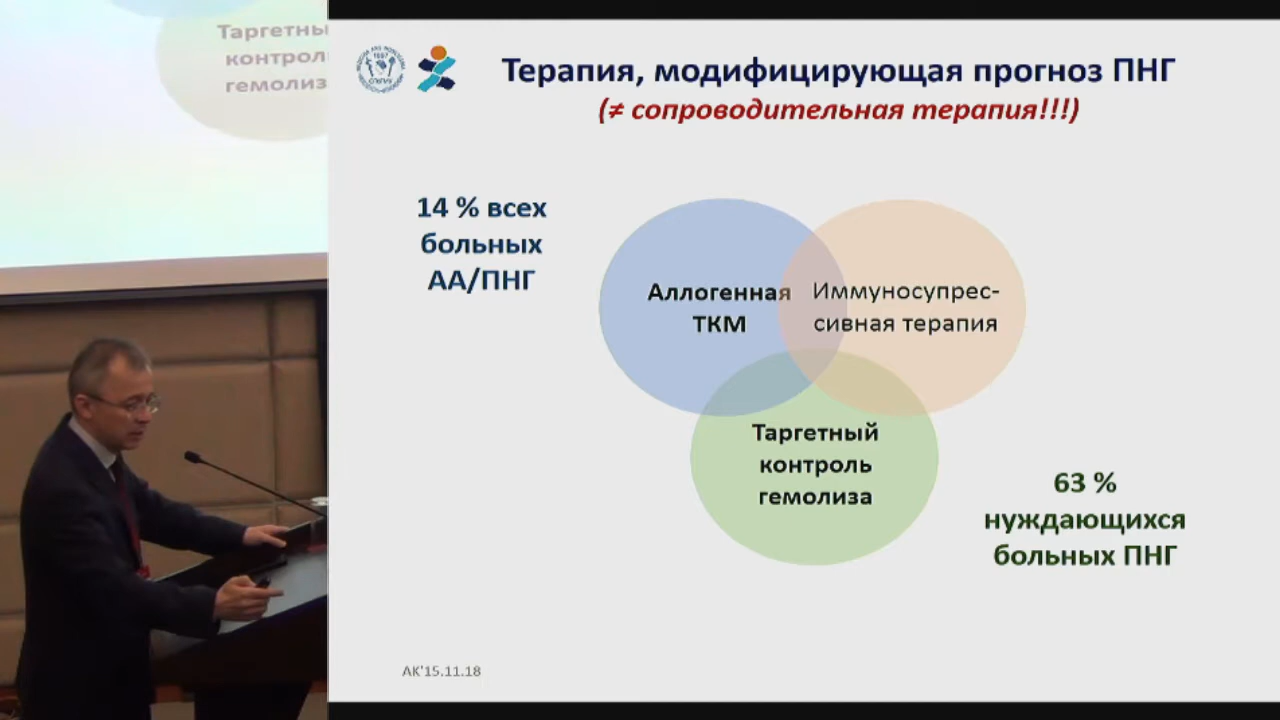 Таргетны
контрол
гемолиз
Терапия, модифицирующая прогноз ПНГ
(≠ сопроводительная терапия!!!)
14 % всех
больных
АА/ПНГ
Аллогенная
ТКМ
Иммуносупрес-
сивная терапия
Таргетный
контроль
гемолиза
63 %
нуждающихся
больных ПНГ
АК'15.11.18